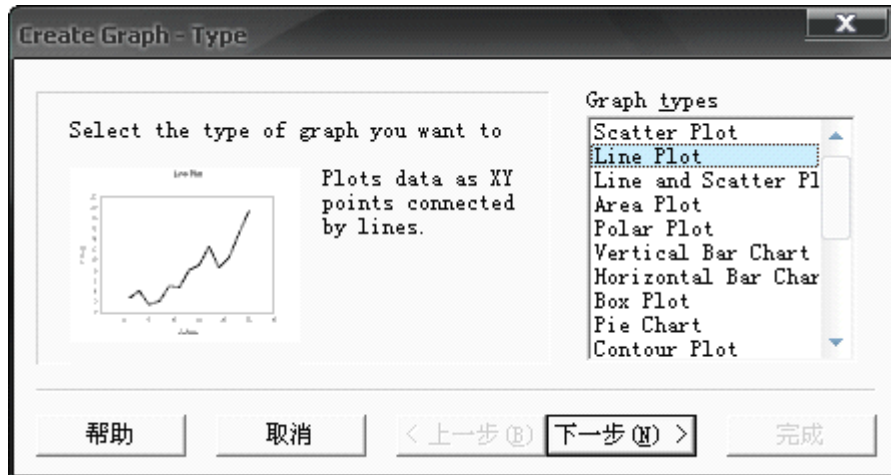 Create Graph - Type
Select the type of graph you want to
Line Plot
Plots data as XY
points connected
by lines.
Graph types
Scatter Plot
Line Plot
Line and Scatter Pl
Area Plot
Polar Plot
Vertical Bar Chart
Horizontal Bar Char
Box Plot
Pie Chart
Contour Plot
帮助
取消
< 上一步(B)
下一步(N) >
完成